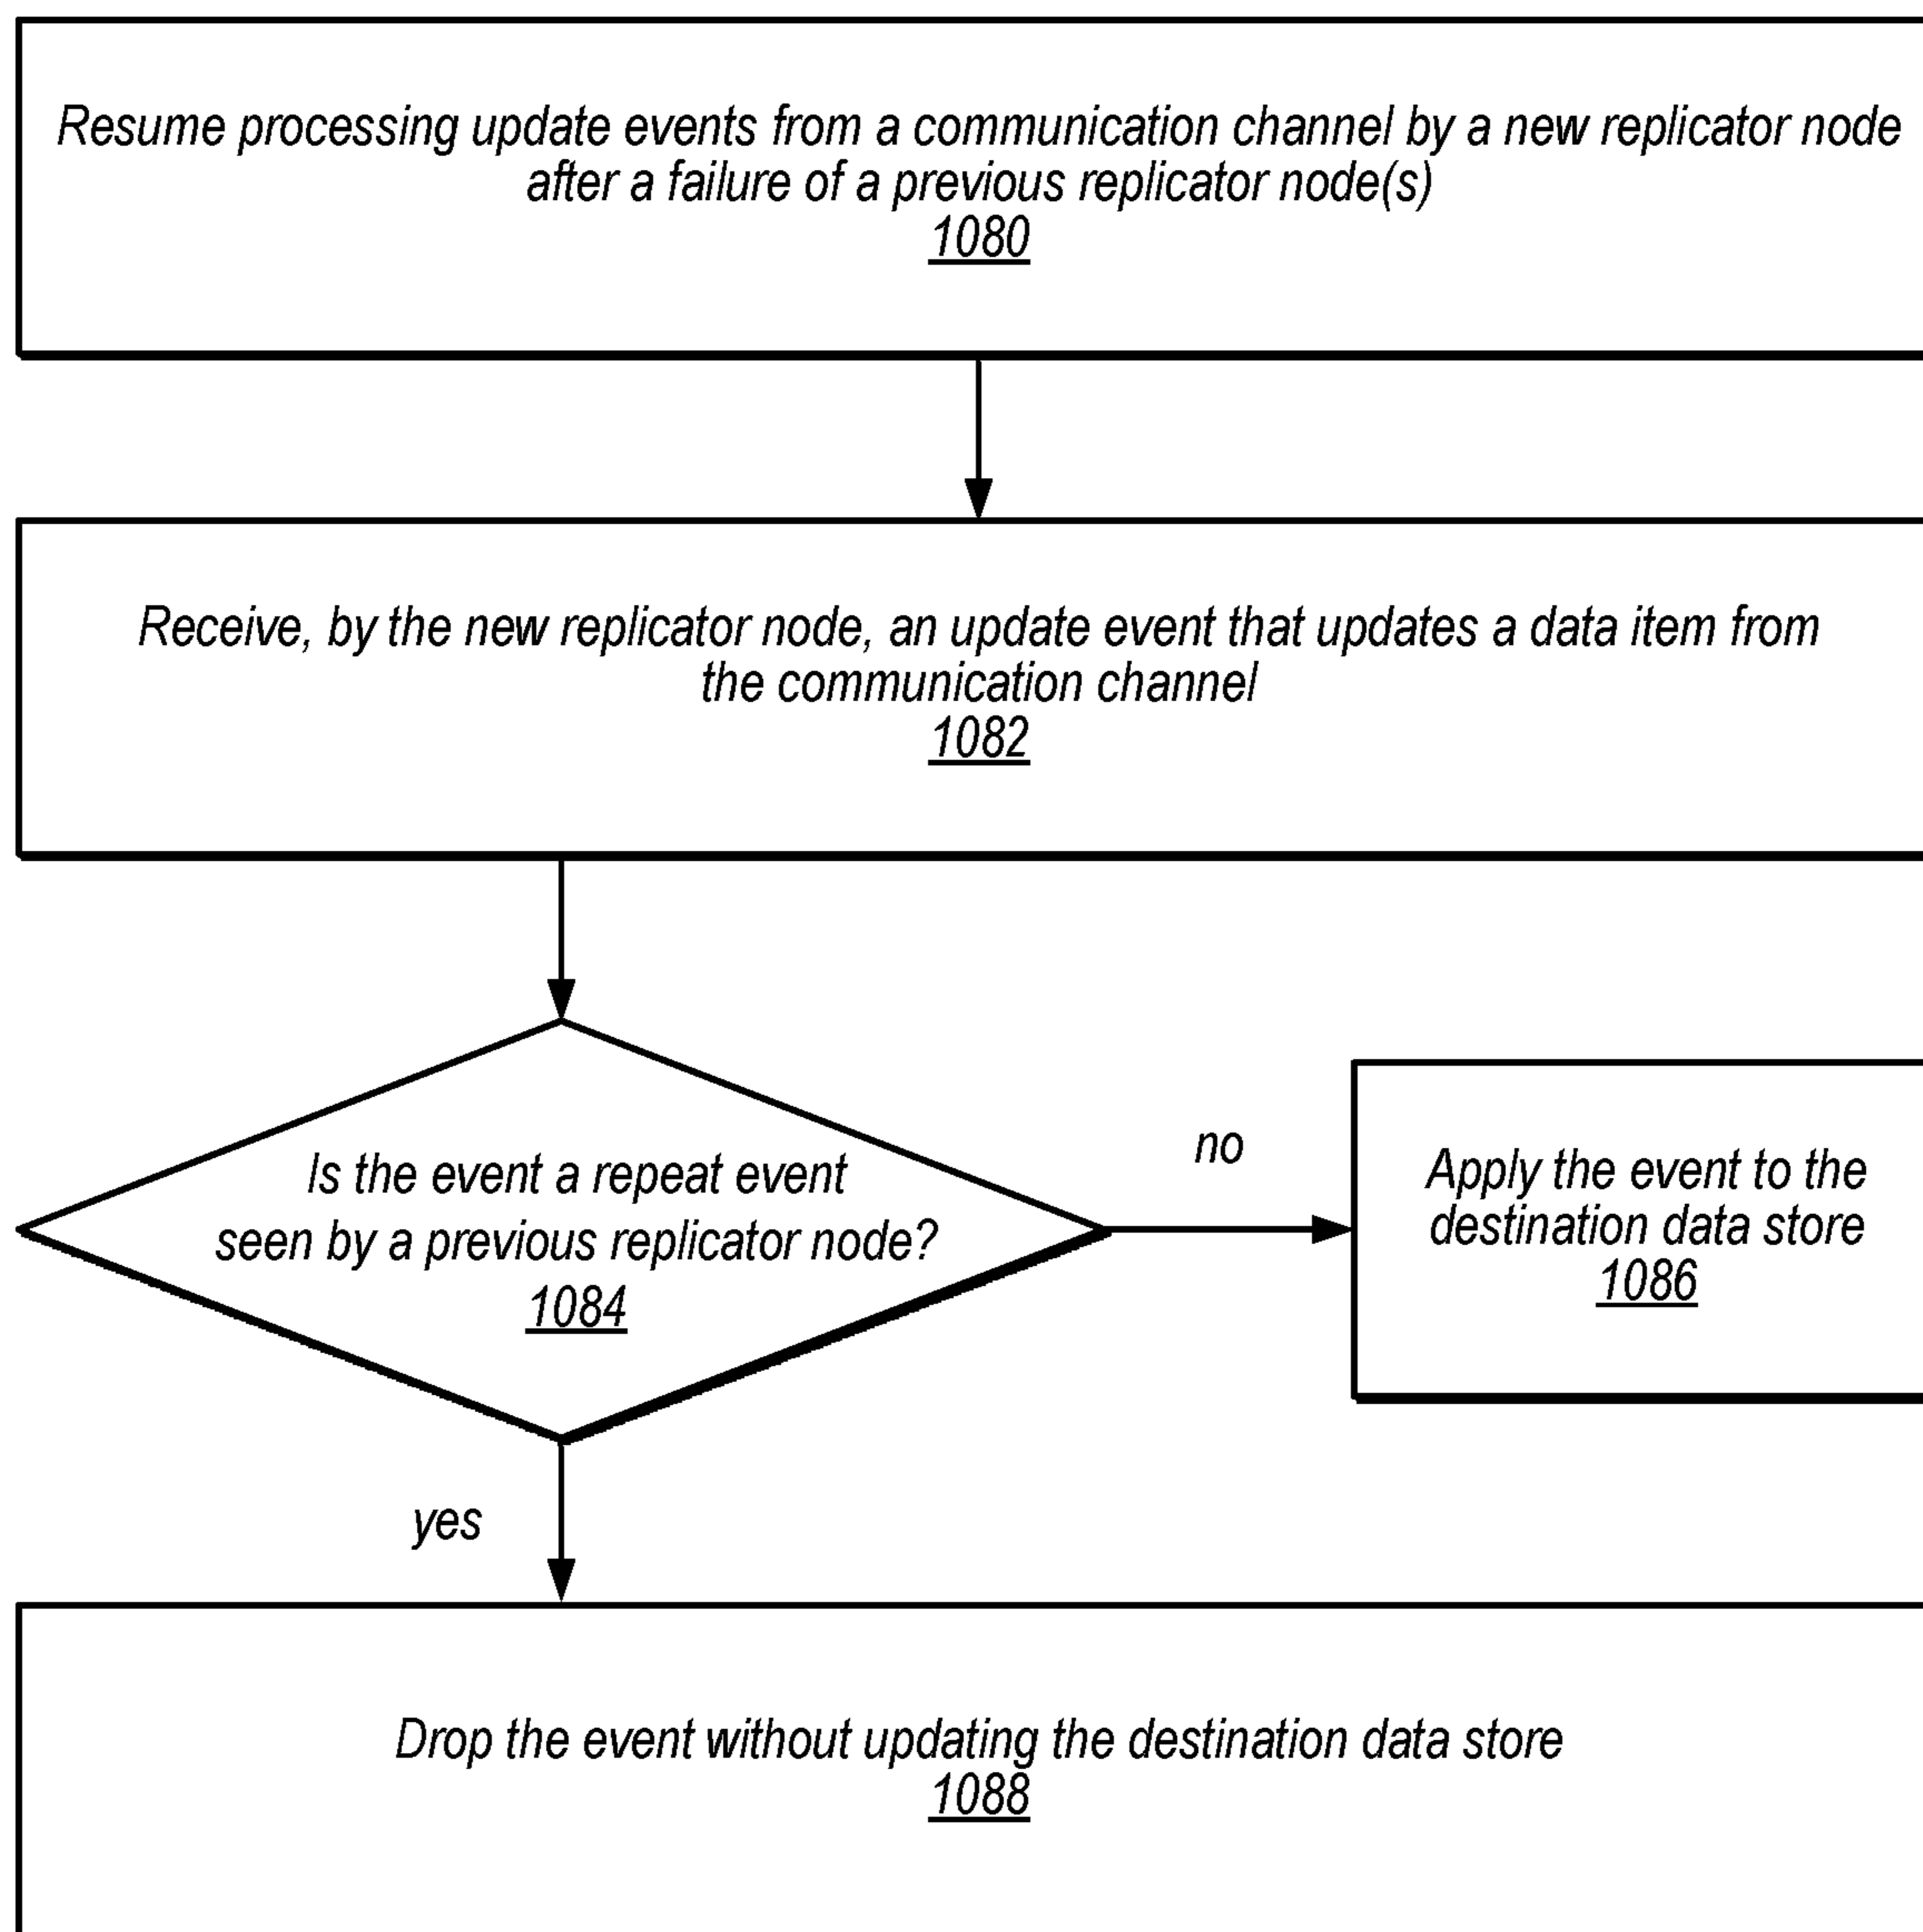 Resume processing update events from a communication channel by a new replicator node
after a failure of a previous replicator node(s)
1080
Receive, by the new replicator node, an update event that updates a data item from
the communication channel
1082
Is the event a repeat event
seen by a previous replicator node?
1084
no
Apply the event to the
destination data store
1086
yes
Drop the event without updating the destination data store
1088